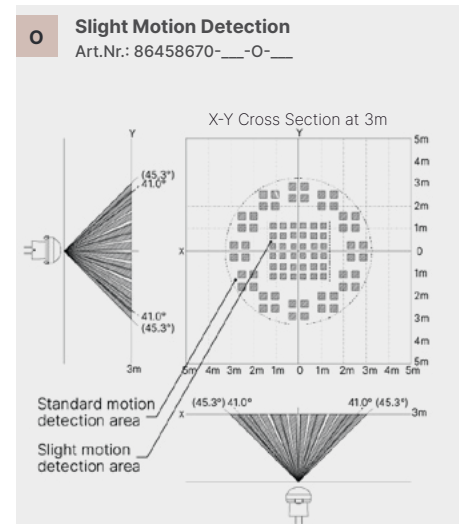 O
Slight Motion Detection
Art.Nr.: 86458670-___-O-___
X-Y Cross Section at 3m
Y
Y
(45.3°)
41.0°
5m
4m
3m
2m
1m
X
0
1m
2m
3m
4m
5m
41.0°
(45.3°)
3m
5m 4m 3m 2m 1m 0 1m 2m 3m 4m 5m
Standard motion
detection area
Slight motion
detection area
X
(45.3°) 41.0°
41.0° (45.3°)
3m